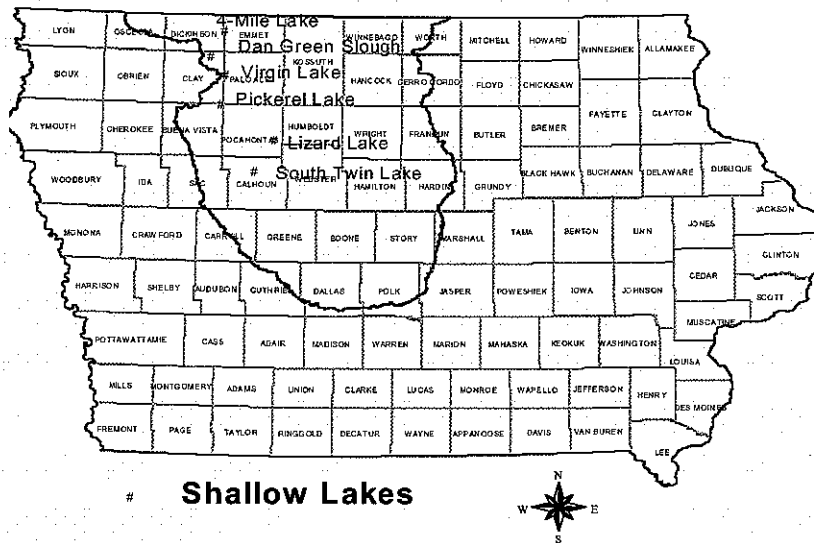 4-Mile Lake
LYON OSCEOLA DICKINSON # EMMET WINNEBAGO WORTH MITCHELL HOWARD WINNESHIEK ALLAMAKEE
# Dan Green Slough
KOSSUTH
SIOUX OBRIEN CLAY # Virgin Lake HANCOCK CERRO GORDO FLOYD CHICKASAW
# Pickerel Lake
PLYMOUTH CHEROKEE BUENA VISTA POCAHONTAS HUMBOLDT WRIGHT FRANKLIN BUTLER BREMER FAYETTE CLAYTON
# Lizard Lake
WOODBURY IDA SAC CALHOUN WEBSTER HAMILTON HARDIN GRUNDY BLACK HAWK BUCHANAN DELAWARE DUBUQUE
# South Twin Lake
MONONA CRAWFORD CARROLL GREENE BOONE STORY MARSHALL TAMA BENTON LINN JONES JACKSON
CLINTON
HARRISON SHELBY AUDUBON GUTHRIE DALLAS POLK JASPER POWESHIEK IOWA JOHNSON CEDAR SCOTT
MUSCATINE
POTTAWATTAMIE CASS ADAIR MADISON WARREN MARION MAHASKA KEOKUK WASHINGTON
LOUISA
MILLS MONTGOMERY ADAMS UNION CLARKE LUCAS MONROE WAPELLO JEFFERSON HENRY
DES MOINES
FREMONT PAGE TAYLOR RINGGOLD DECATUR WAYNE APPANOOSE DAVIS VAN BUREN
LEE
# Shallow Lakes
N
W E
S